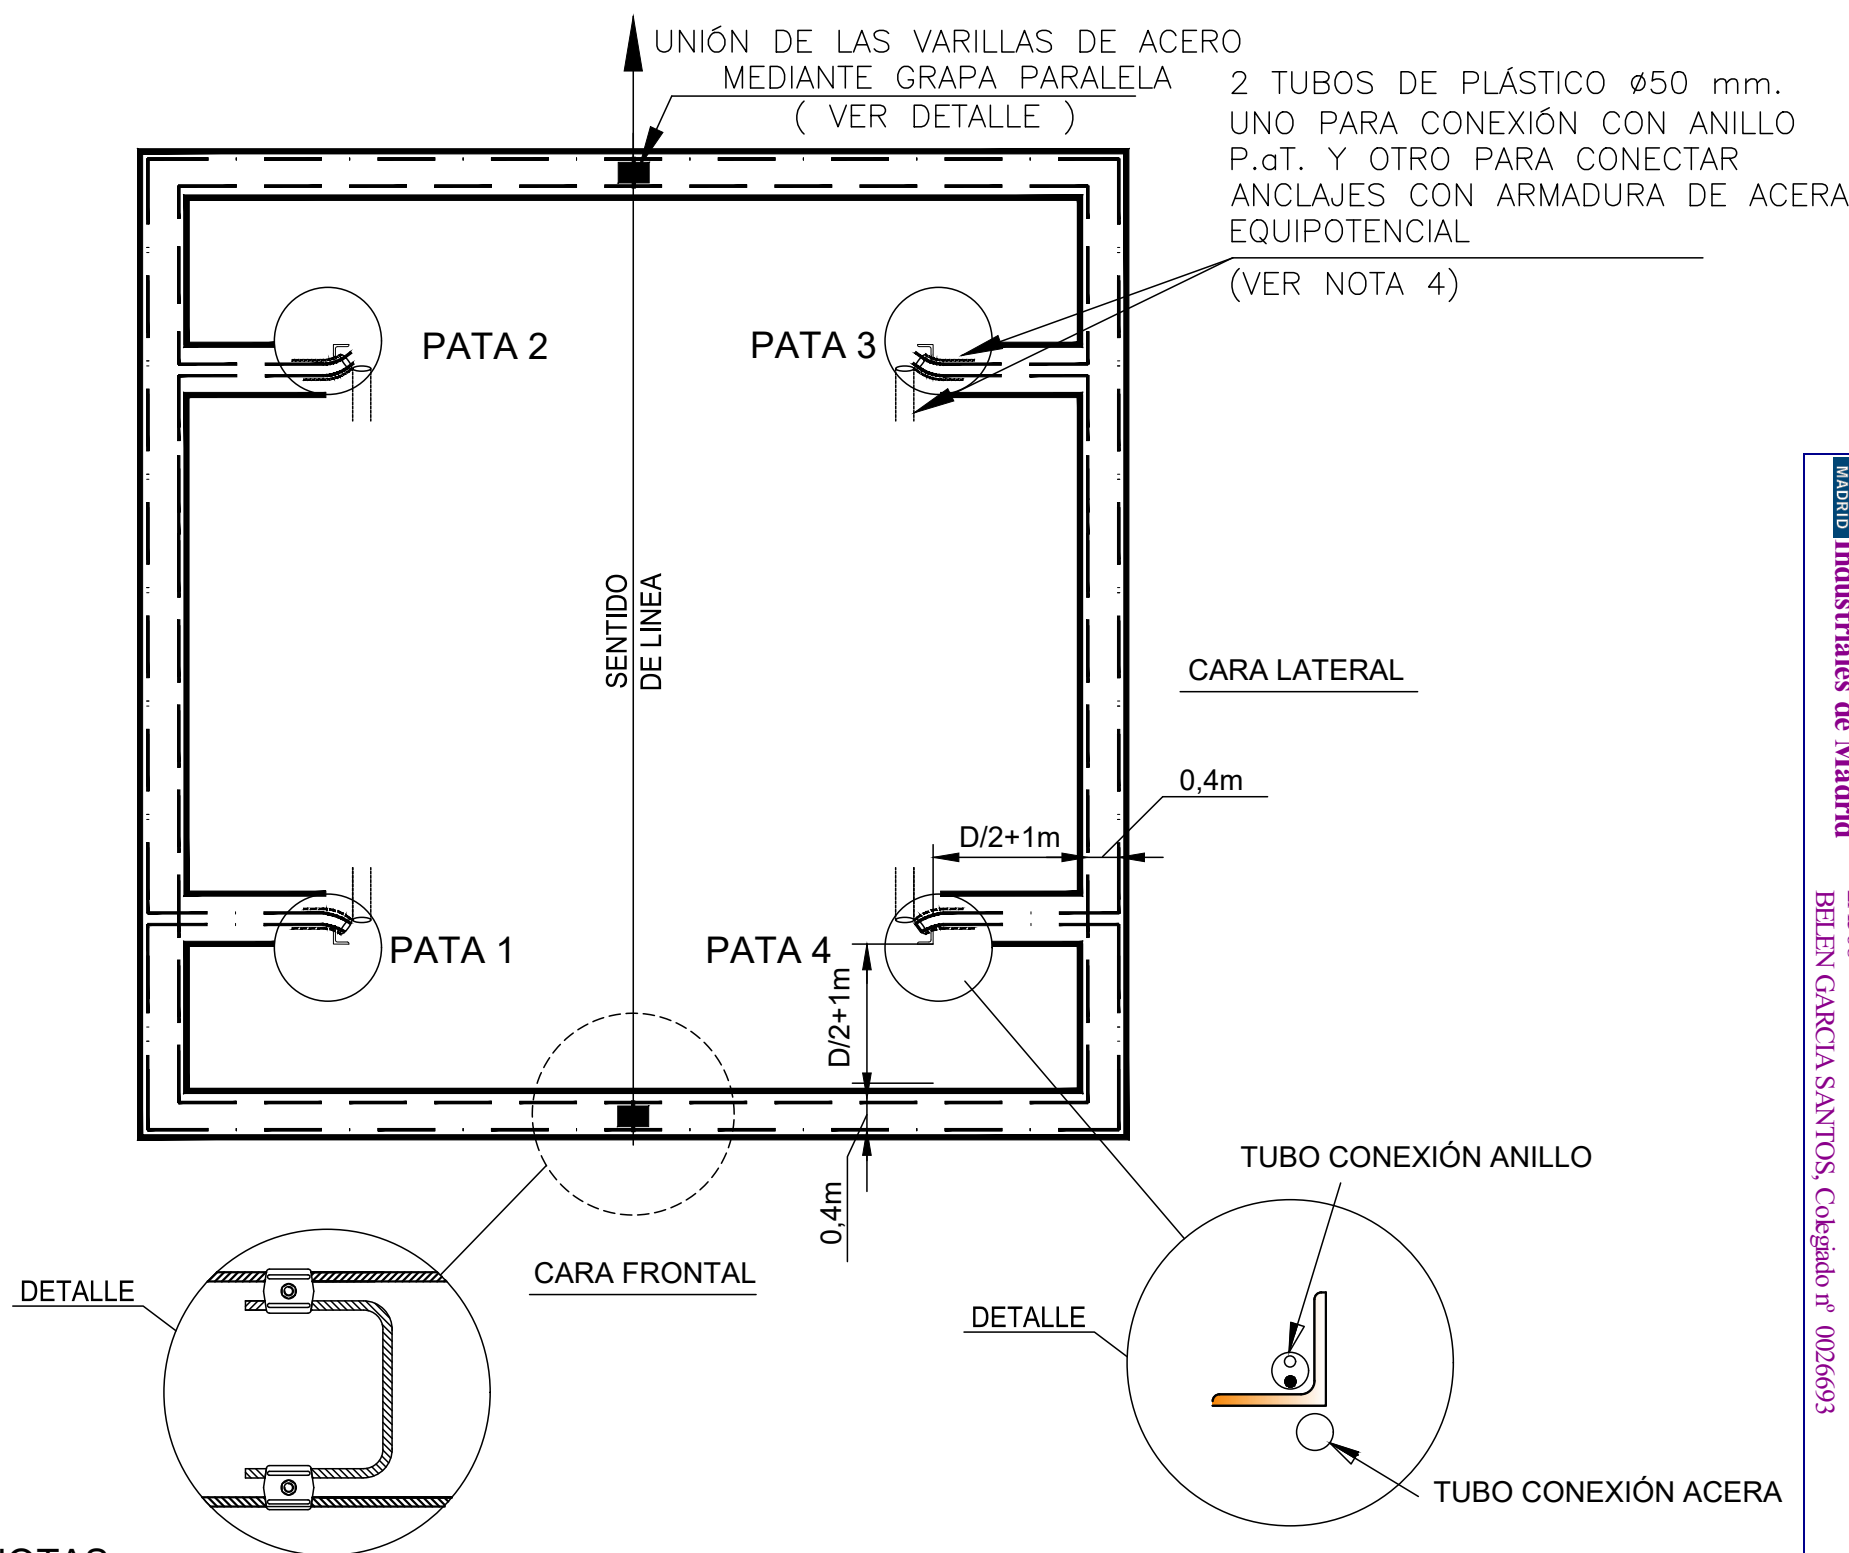 UNIÓN DE LAS VARILLAS DE ACERO
MEDIANTE GRAPA PARALELA
( VER DETALLE )
2 TUBOS DE PLÁSTICO ø50 mm.
UNO PARA CONEXIÓN CON ANILLO
P.aT. Y OTRO PARA CONECTAR
ANCLAJES CON ARMADURA DE ACERA
EQUIPOTENCIAL
(VER NOTA 4)
PATA 2
PATA 3
SENTIDO
DE LINEA
CARA LATERAL
0,4m
D/2+1m
PATA 1
PATA 4
D/2+1m
0,4m
CARA FRONTAL
DETALLE
TUBO CONEXIÓN ANILLO
DETALLE
TUBO CONEXIÓN ACERA
MADRID
Industriales de Madrid
BELEN GARCIA SANTOS, Colegiado nº 0026693